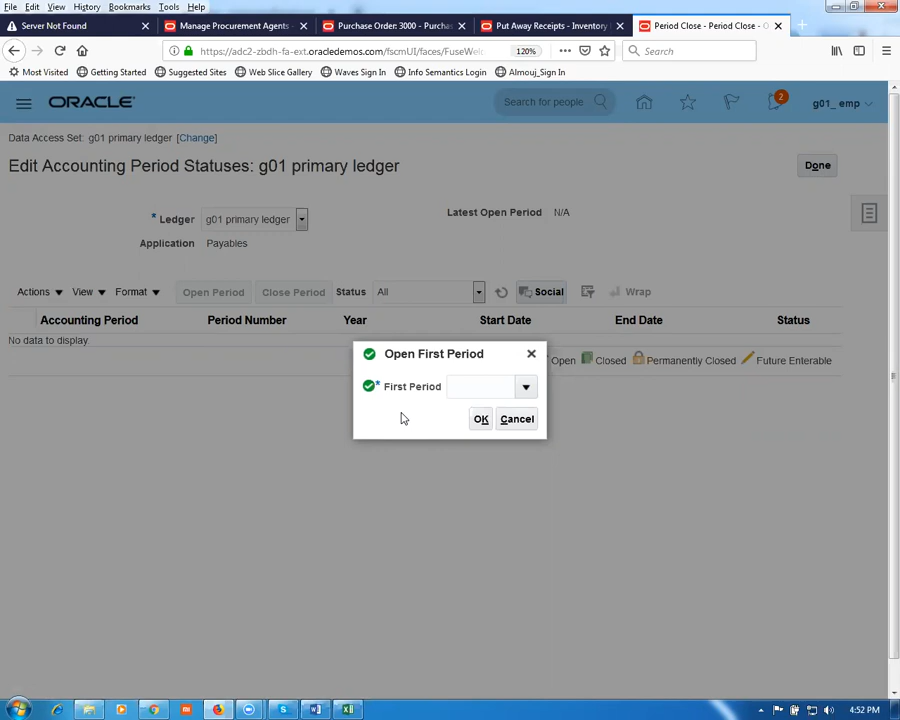 File Edit View History Bookmarks Tools Help
Server Not Found
Manage Procurement Agents -
Purchase Order: 3000 - Purchas
Put Away Receipts - Inventory
Period Close - Period Close - O
https://adc2-zbdh-fa-ext.oracledemos.com/fscmUI/faces/FuseWelc
120%
Search
Most Visited Getting Started Suggested Sites Web Slice Gallery Waves Sign In Info Semantics Login Almouj_Sign In
ORACLE
Search for people
2
g01_ emp
Data Access Set: g01 primary ledger [Change]
Edit Accounting Period Statuses: g01 primary ledger
Done
* Ledger g01 primary ledger
Latest Open Period N/A
Application Payables
Actions View Format Open Period Close Period Status All Social Wrap
Accounting Period Period Number Year Start Date End Date Status
No data to display.
Open Closed Permanently Closed Future Enterable
Open First Period
* First Period
OK Cancel
4:52 PM